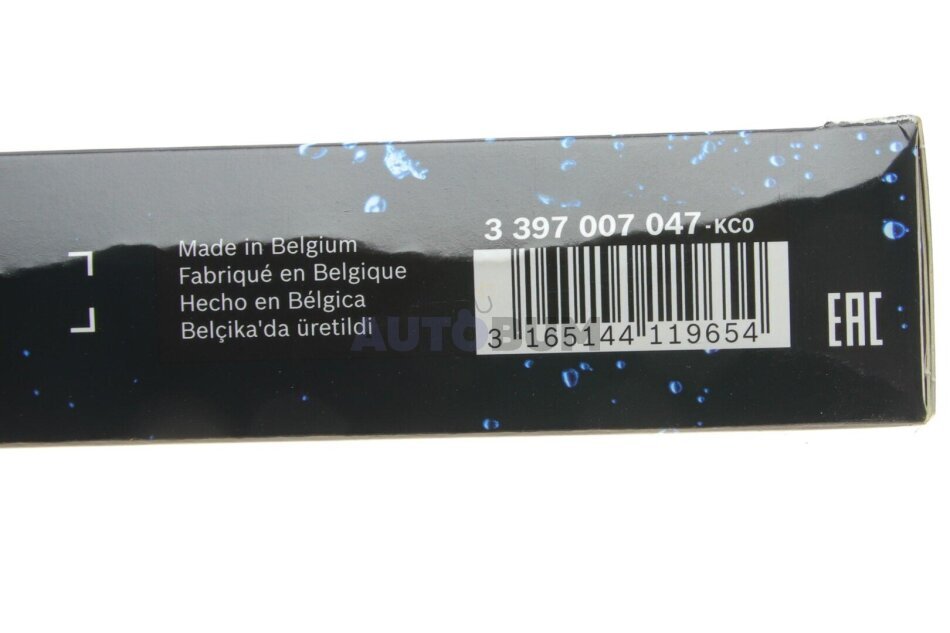 3 397 007 047-KC0
Made in Belgium
Fabriqué en Belgique
Hecho en Bélgica
Belçika'da üretildi
AUTOBUM
3 165144 119654
EAC